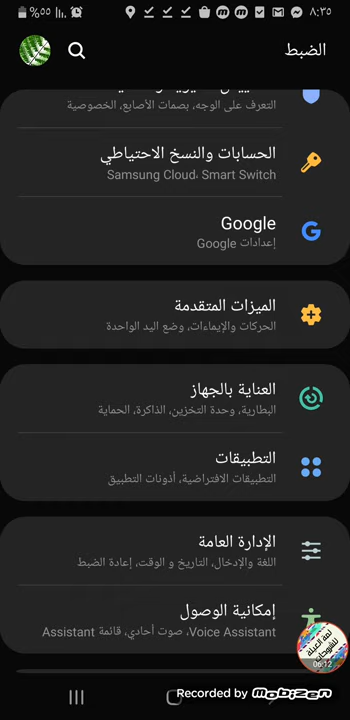 ٨:٣٥
%٥٥
الضبط
التعرف على الوجه، بصمات الأصابع، الخصوصية
الحسابات والنسخ الاحتياطي
Samsung Cloud، Smart Switch
Google
إعدادات Google
الميزات المتقدمة
الحركات والإيماءات، وضع اليد الواحدة
العناية بالجهاز
البطارية، وحدة التخزين، الذاكرة، الحماية
التطبيقات
التطبيقات الافتراضية، أذونات التطبيق
الإدارة العامة
اللغة والإدخال، التاريخ و الوقت، إعادة الضبط
إمكانية الوصول
Voice Assistant، صوت أحادي، قائمة Assistant
06:12
Recorded by Mobizen